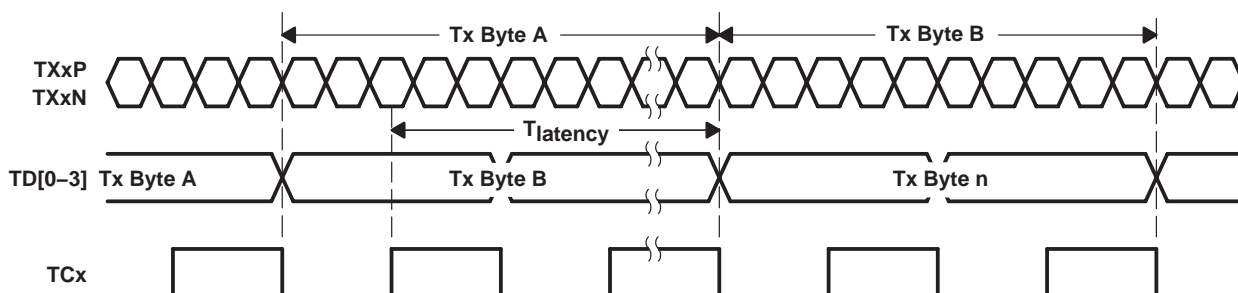 Tx Byte A
Tx Byte B
TXxP
TXxN
Tlatency
TD[0–3]
Tx Byte A
Tx Byte B
Tx Byte n
TCx